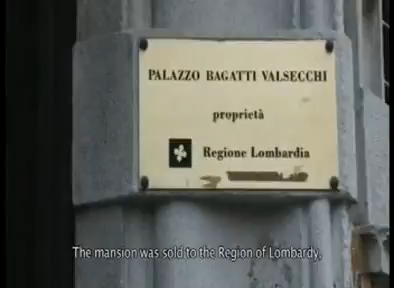 PALAZZO BAGATTI VALSECCHI
proprietà
Regione Lombardia
The mansion was sold to the Region of Lombardy,